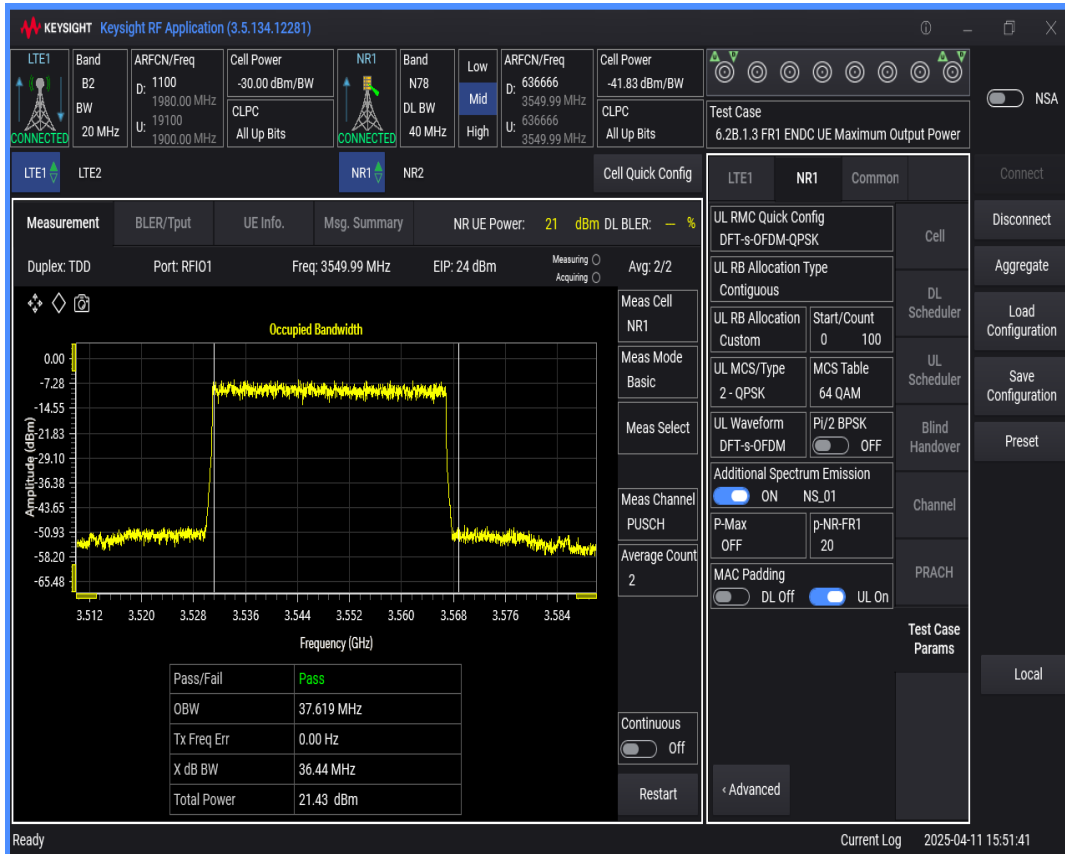 KEYSIGHT Keysight RF Application (3.5.134.12281)
LTE1 Band ARFCN/Freq Cell Power NR1 Band Low ARFCN/Freq Cell Power
B2 D: 1100 -30.00 dBm/BW N78 Mid D: 636666 -41.83 dBm/BW
1980.00 MHz 3549.99 MHz
BW U: 19100 CLPC DL BW High U: 636666 CLPC
CONNECTED 20 MHz 1900.00 MHz All Up Bits CONNECTED 40 MHz 3549.99 MHz All Up Bits
Test Case
6.2B.1.3 FR1 ENDC UE Maximum Output Power
NSA
LTE1 LTE2 NR1 NR2 Cell Quick Config
LTE1 NR1 Common
Connect
Measurement BLER/Tput UE Info. Msg. Summary NR UE Power: 21 dBm DL BLER: — %
Duplex: TDD Port: RFIO1 Freq: 3549.99 MHz EIP: 24 dBm Measuring Acquiring Avg: 2/2
Occupied Bandwidth
Amplitude (dBm)
0.00
-7.28
-14.55
-21.83
-29.10
-36.38
-43.65
-50.93
-58.20
-65.48
3.512 3.520 3.528 3.536 3.544 3.552 3.560 3.568 3.576 3.584
Frequency (GHz)
Pass/Fail Pass
OBW 37.619 MHz
Tx Freq Err 0.00 Hz
X dB BW 36.44 MHz
Total Power 21.43 dBm
Meas Cell
NR1
Meas Mode
Basic
Meas Select
Meas Channel
PUSCH
Average Count
2
Continuous
Off
Restart
UL RMC Quick Config
DFT-s-OFDM-QPSK
UL RB Allocation Type
Contiguous
UL RB Allocation Start/Count
Custom 0 100
UL MCS/Type MCS Table
2 - QPSK 64 QAM
UL Waveform Pi/2 BPSK
DFT-s-OFDM OFF
Additional Spectrum Emission
ON NS_01
P-Max p-NR-FR1
OFF 20
MAC Padding
DL Off UL On
‹ Advanced
Cell
DL Scheduler
UL Scheduler
Blind Handover
Channel
PRACH
Test Case Params
Disconnect
Aggregate
Load Configuration
Save Configuration
Preset
Local
Ready Current Log 2025-04-11 15:51:41